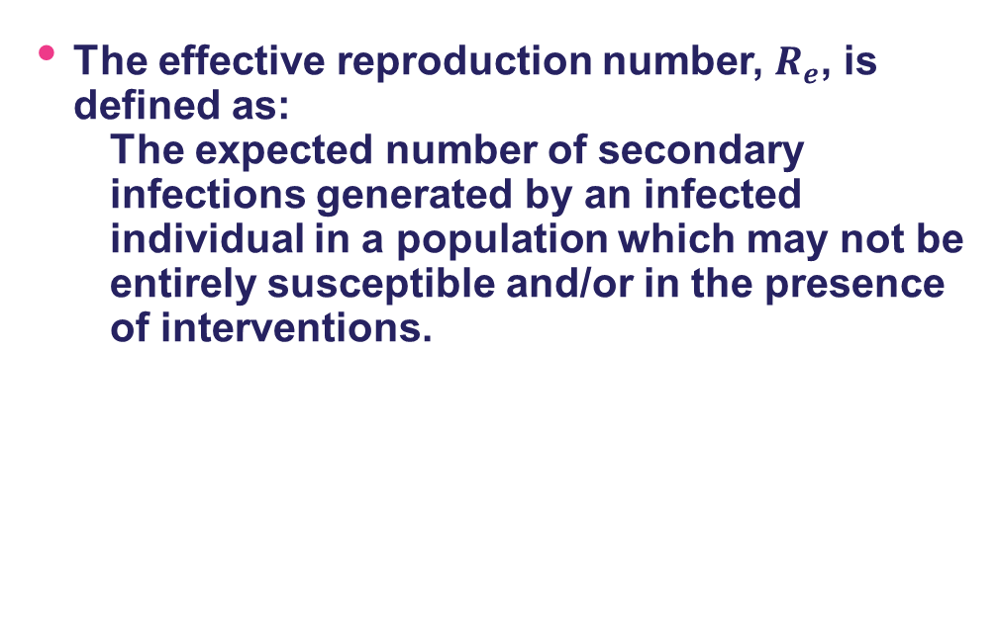 • The effective reproduction number, $R_e$, is
defined as:
The expected number of secondary
infections generated by an infected
individual in a population which may not be
entirely susceptible and/or in the presence
of interventions.